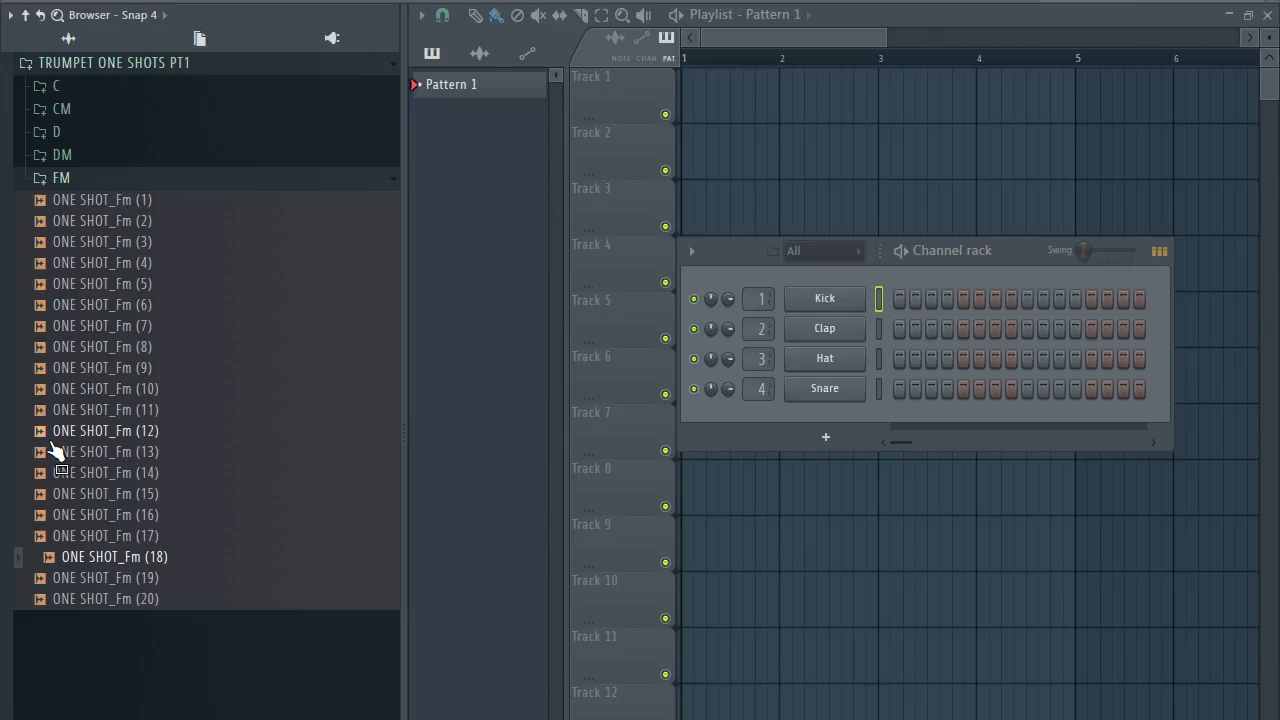 Browser - Snap 4
Playlist - Pattern 1
TRUMPET ONE SHOTS PT1
C
CM
D
DM
FM
ONE SHOT_Fm (1)
ONE SHOT_Fm (2)
ONE SHOT_Fm (3)
ONE SHOT_Fm (4)
ONE SHOT_Fm (5)
ONE SHOT_Fm (6)
ONE SHOT_Fm (7)
ONE SHOT_Fm (8)
ONE SHOT_Fm (9)
ONE SHOT_Fm (10)
ONE SHOT_Fm (11)
ONE SHOT_Fm (12)
ONE SHOT_Fm (13)
ONE SHOT_Fm (14)
ONE SHOT_Fm (15)
ONE SHOT_Fm (16)
ONE SHOT_Fm (17)
ONE SHOT_Fm (18)
ONE SHOT_Fm (19)
ONE SHOT_Fm (20)
Pattern 1
NOTE CHAN PAT
1 2 3 4 5 6
Track 1
Track 2
Track 3
Track 4
Track 5
Track 6
Track 7
Track 8
Track 9
Track 10
Track 11
Track 12
All
Channel rack
Swing
1 Kick
2 Clap
3 Hat
4 Snare